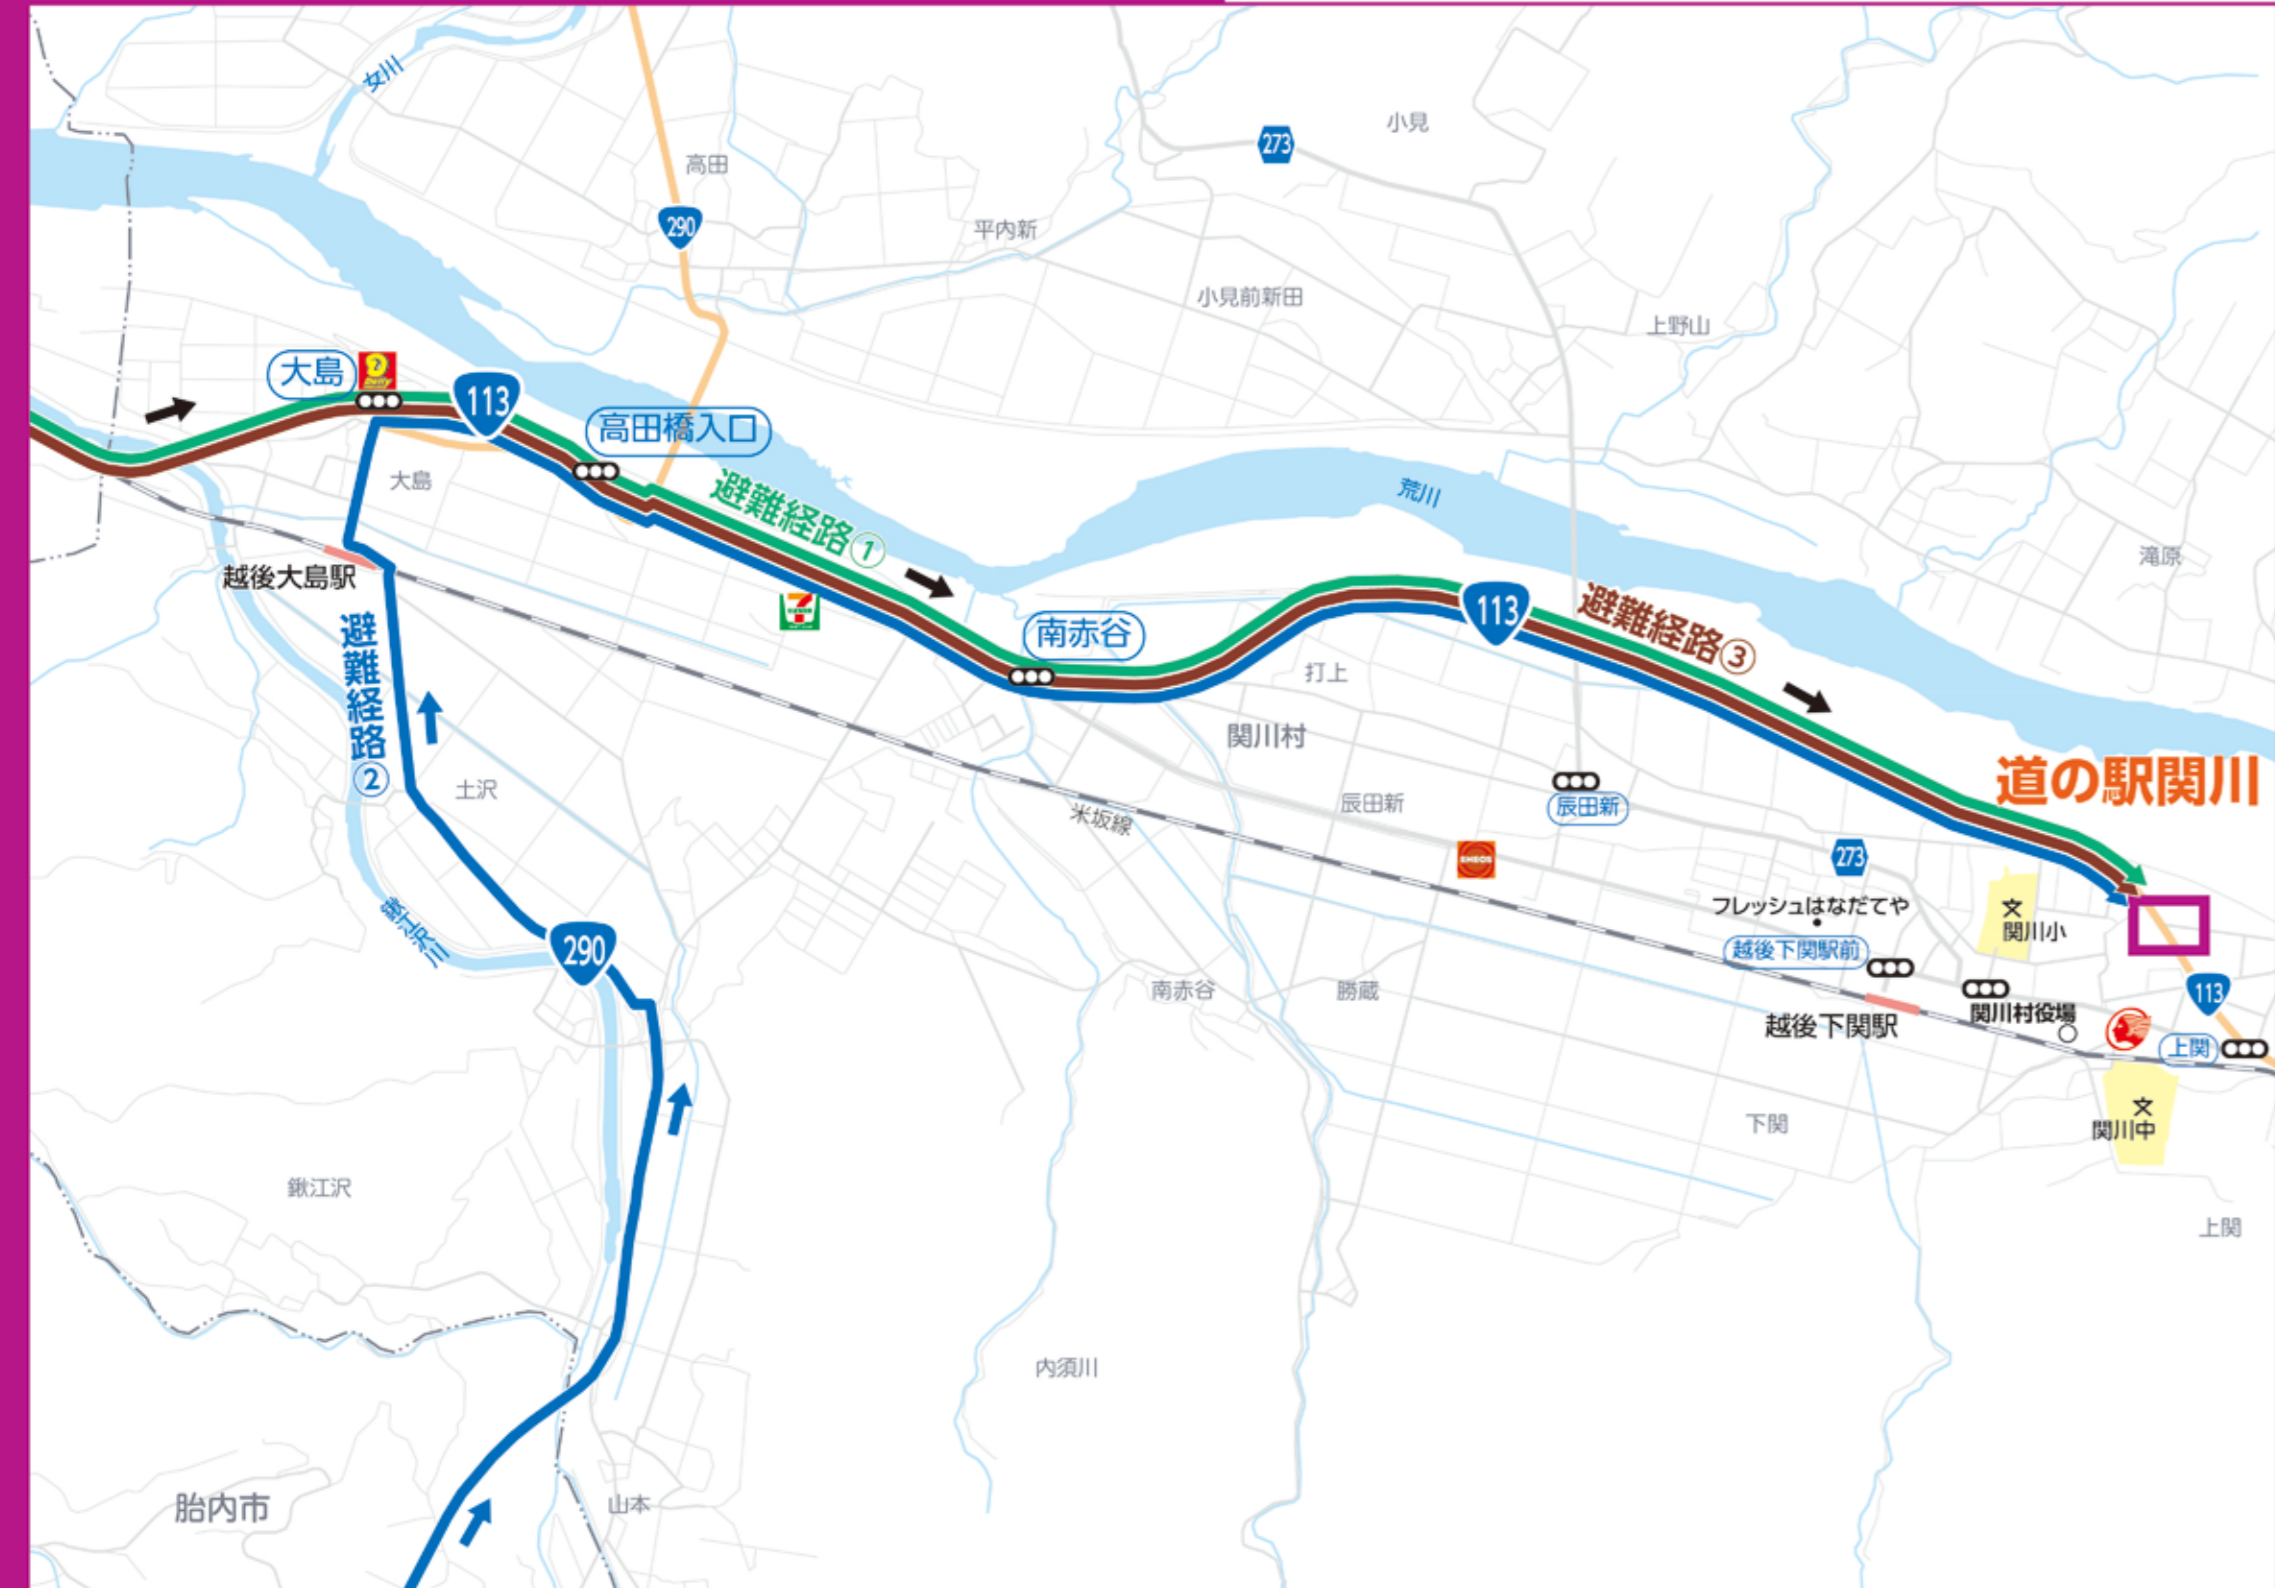 女川
小見
273
高田
290
平内新
小見前新田
上野山
大島
Daily
113
高田橋入口
大島
避難経路①
荒川
滝原
越後大島駅
避難経路②
7
南赤谷
113
避難経路③
打上
関川村
道の駅関川
土沢
辰田新
辰田新
米坂線
ENEOS
273
フレッシュはなだてや
文
関川小
鍬江沢川
290
越後下関駅前
南赤谷
勝蔵
113
関川村役場
越後下関駅
上関
文
関川中
下関
鍬江沢
上関
内須川
胎内市
山本